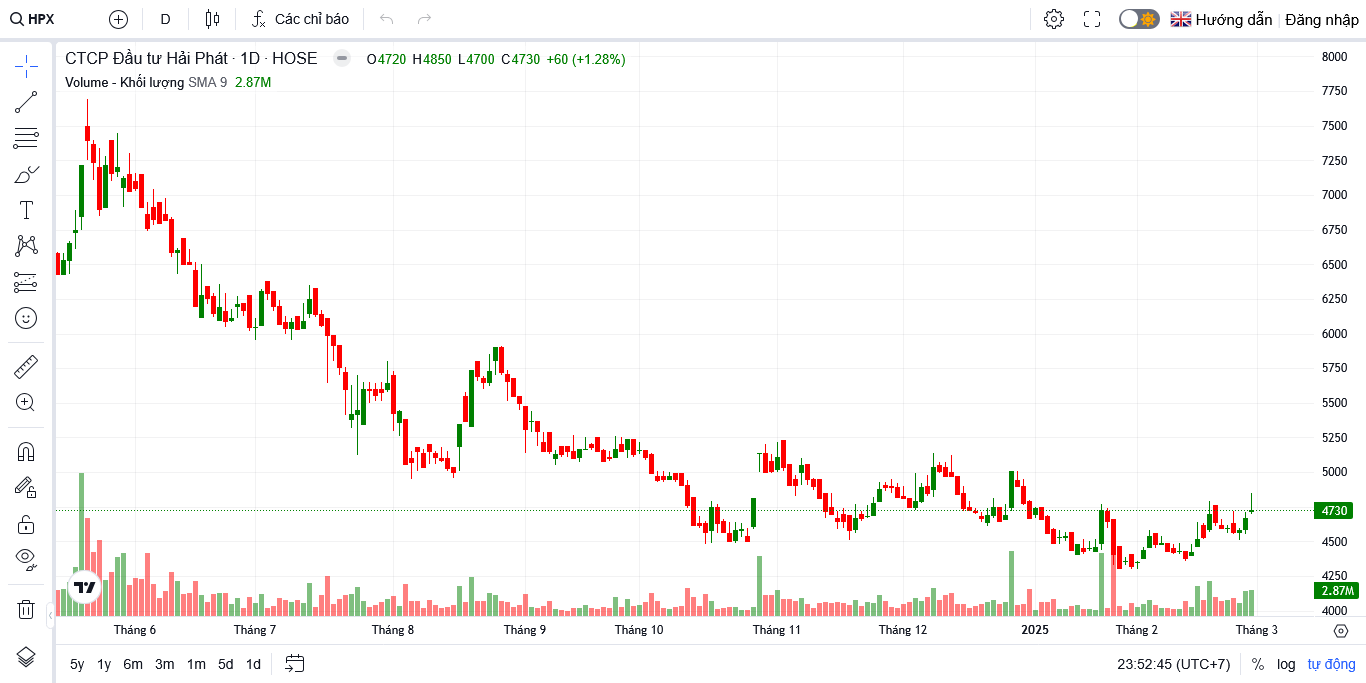 HPX D Các chỉ báo Hướng dẫn Đăng nhập
CTCP Đầu tư Hải Phát · 1D · HOSE O4720 H4850 L4700 C4730 +60 (+1.28%)
Volume - Khối lượng SMA 9 2.87M
8000
7750
7500
7250
7000
6750
6500
6250
6000
5750
5500
5250
5000
4730
4500
4250
2.87M
4000
Tháng 6 Tháng 7 Tháng 8 Tháng 9 Tháng 10 Tháng 11 Tháng 12 2025 Tháng 2 Tháng 3
5y 1y 6m 3m 1m 5d 1d 23:52:45 (UTC+7) % log tự động